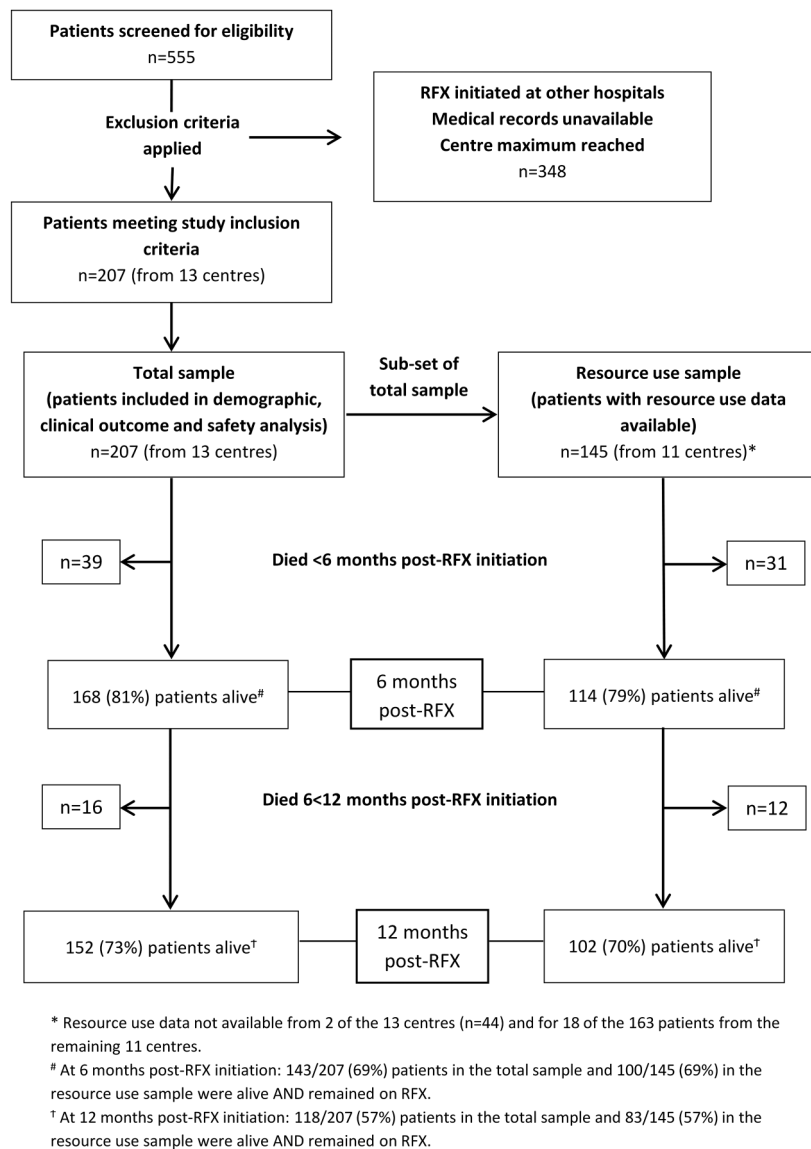 Patients screened for eligibility
n=555
Exclusion criteria
applied
RFX initiated at other hospitals
Medical records unavailable
Centre maximum reached
n=348
Patients meeting study inclusion
criteria
n=207 (from 13 centres)
Total sample
(patients included in demographic,
clinical outcome and safety analysis)
n=207 (from 13 centres)
Sub-set of
total sample
Resource use sample
(patients with resource use data
available)
n=145 (from 11 centres)*
n=39
Died <6 months post-RFX initiation
n=31
168 (81%) patients alive#
6 months
post-RFX
114 (79%) patients alive#
n=16
Died 6<12 months post-RFX initiation
n=12
152 (73%) patients alive†
12 months
post-RFX
102 (70%) patients alive†
* Resource use data not available from 2 of the 13 centres (n=44) and for 18 of the 163 patients from the
remaining 11 centres.
# At 6 months post-RFX initiation: 143/207 (69%) patients in the total sample and 100/145 (69%) in the
resource use sample were alive AND remained on RFX.
† At 12 months post-RFX initiation: 118/207 (57%) patients in the total sample and 83/145 (57%) in the
resource use sample were alive AND remained on RFX.